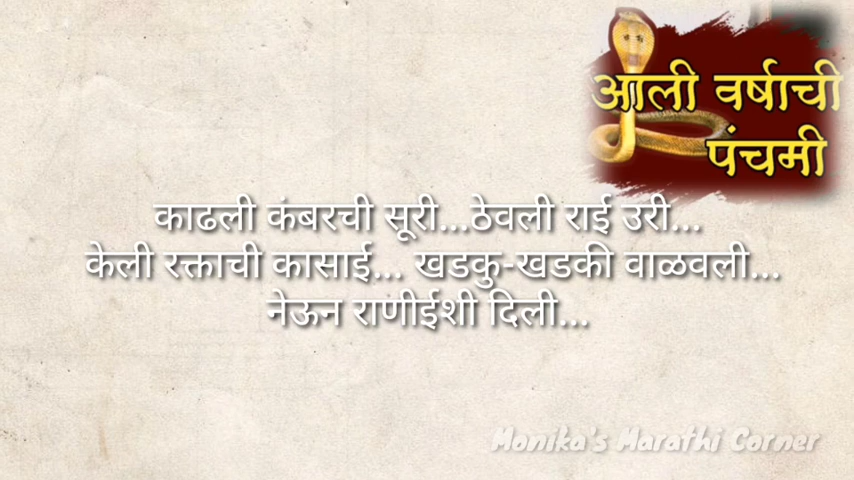 आली वर्षाची
पंचमी
काढली कंबरची सूरी...ठेवली राई उरी...
केली रक्ताची कासाई... खडकु-खडकी वाळवली...
नेऊन राणीईशी दिली...
Monika's Marathi Corner